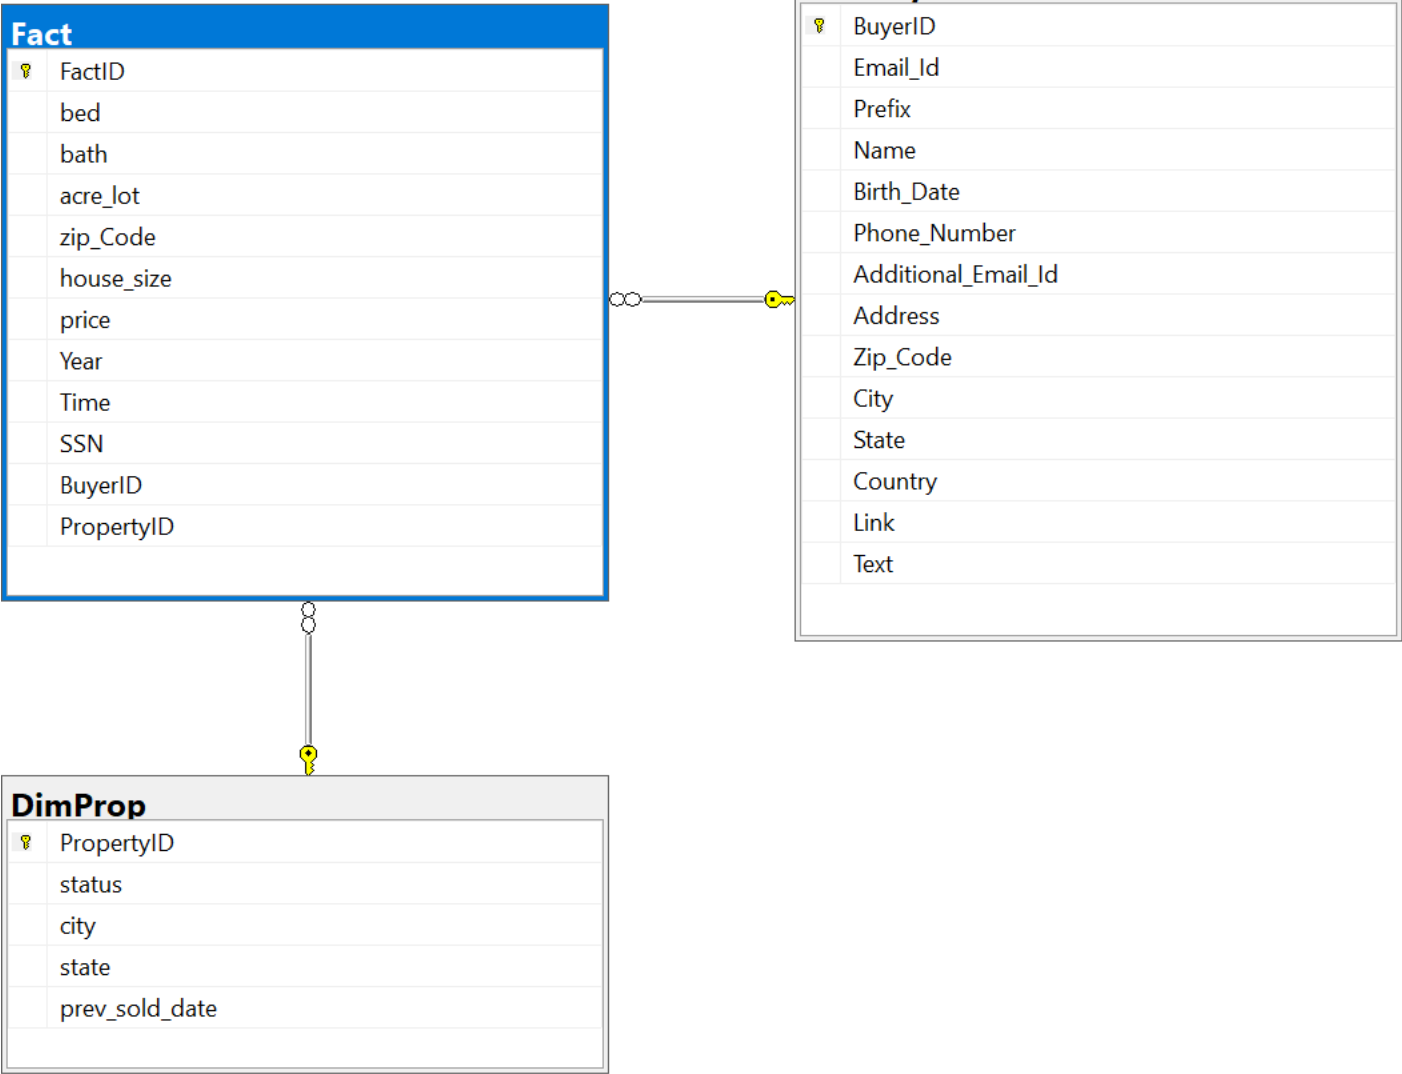 Fact
FactID
bed
bath
acre_lot
zip_Code
house_size
price
Year
Time
SSN
BuyerID
PropertyID
BuyerID
Email_Id
Prefix
Name
Birth_Date
Phone_Number
Additional_Email_Id
Address
Zip_Code
City
State
Country
Link
Text
DimProp
PropertyID
status
city
state
prev_sold_date